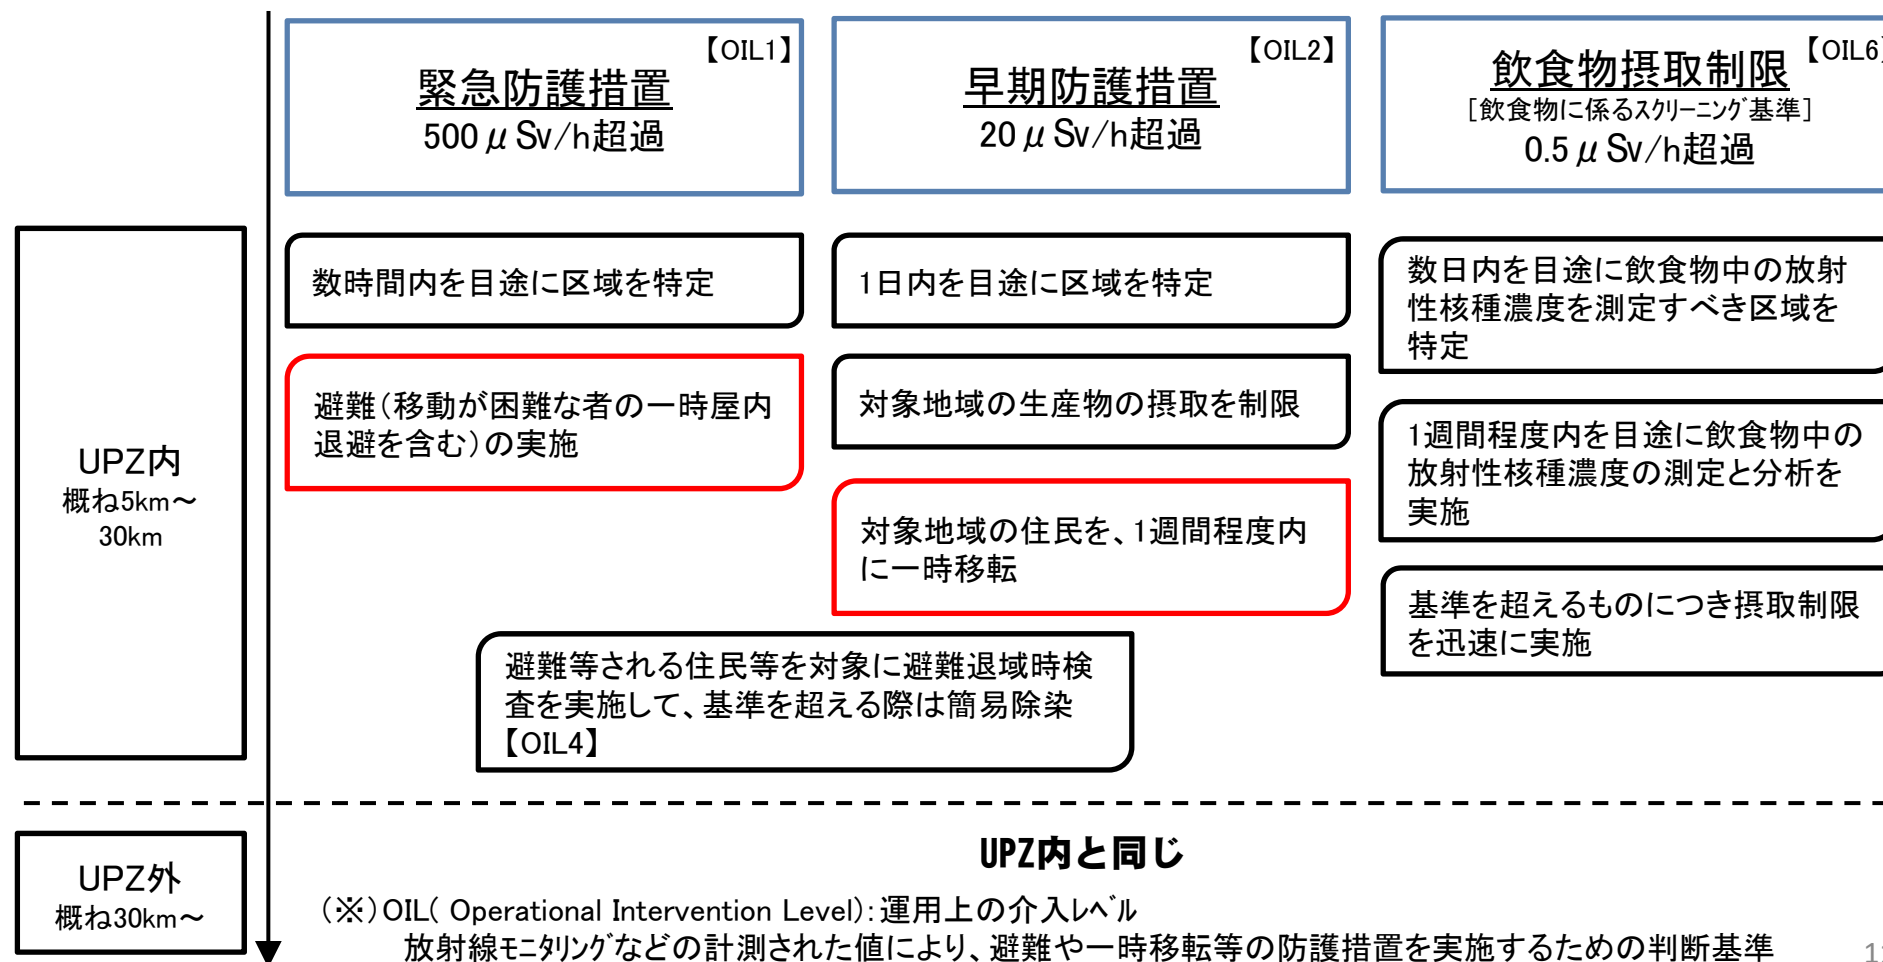 【OIL1】
緊急防護措置
500μSv/h超過
【OIL2】
早期防護措置
20μSv/h超過
【OIL6】
飲食物摂取制限
[飲食物に係るスクリーニング基準]
0.5μSv/h超過
UPZ内
概ね5km～
30km
数時間内を目途に区域を特定
避難（移動が困難な者の一時屋内
退避を含む）の実施
1日内を目途に区域を特定
対象地域の生産物の摂取を制限
対象地域の住民を、1週間程度内
に一時移転
数日内を目途に飲食物中の放射
性核種濃度を測定すべき区域を
特定
1週間程度内を目途に飲食物中の
放射性核種濃度の測定と分析を
実施
基準を超えるものにつき摂取制限
を迅速に実施
避難等される住民等を対象に避難退域時検
査を実施して、基準を超える際は簡易除染
【OIL4】
UPZ外
概ね30km～
UPZ内と同じ
（※）OIL( Operational Intervention Level)：運用上の介入レベル
放射線モニタリングなどの計測された値により、避難や一時移転等の防護措置を実施するための判断基準